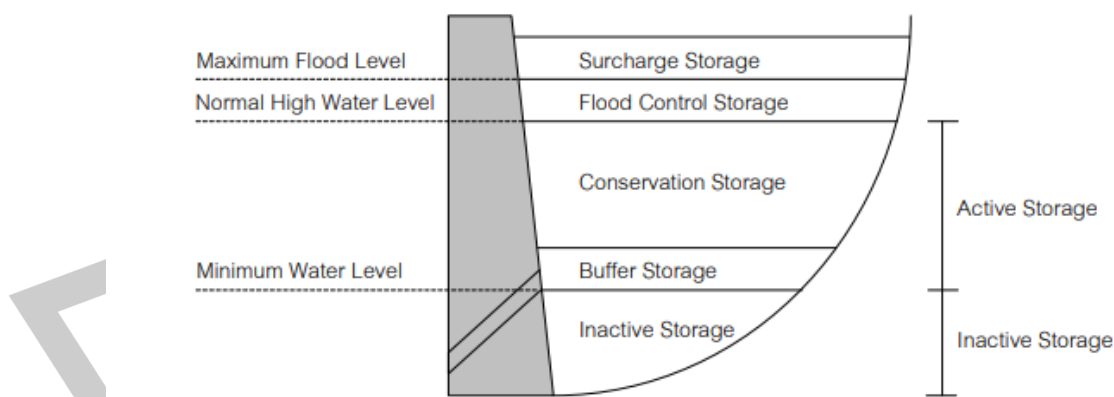 Maximum Flood Level
Surcharge Storage
Normal High Water Level
Flood Control Storage
Conservation Storage
Active Storage
Minimum Water Level
Buffer Storage
Inactive Storage
Inactive Storage